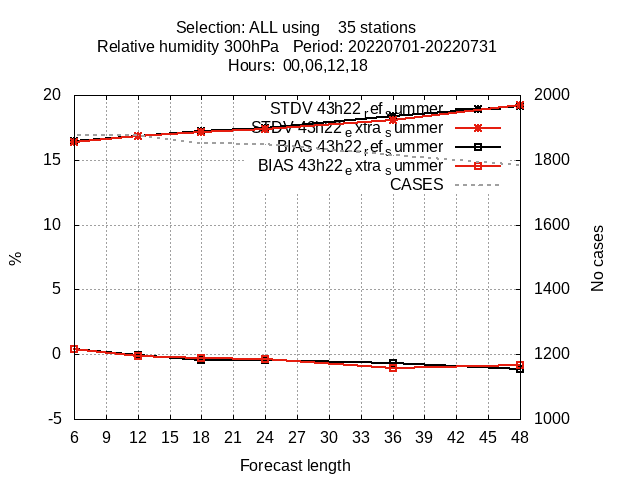 Selection: ALL using    35 stations
Relative humidity 300hPa   Period: 20220701-20220731
Hours:  00,06,12,18
20 2000
STDV 43h22_ref_summer
STDV 43h22_extra_summer
BIAS 43h22_ref_summer
15 1800
BIAS 43h22_extra_summer
CASES
10 1600
%
No cases
5 1400
0 1200
-5 1000
6 9 12 15 18 21 24 27 30 33 36 39 42 45 48
Forecast length